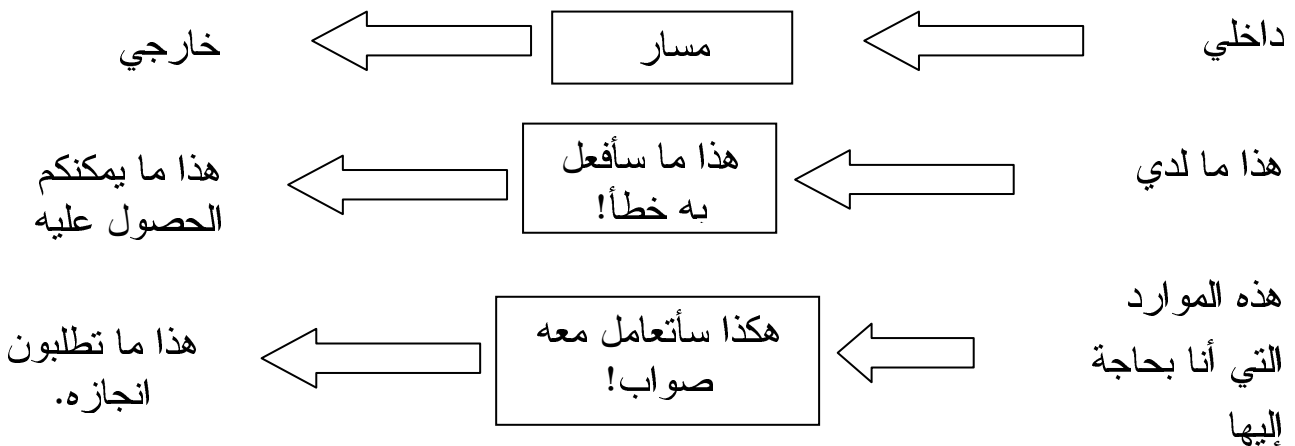 داخلي
مسار
خارجي
هذا ما لدي
هذا ما سأفعل
به خطأ!
هذا ما يمكنكم
الحصول عليه
هذه الموارد
التي أنا بحاجة
إليها
هكذا سأتعامل معه
صواب!
هذا ما تطلبون
انجازه.